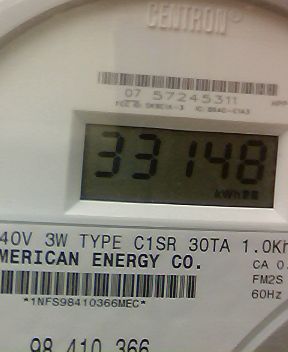 CENTRON®
07 57245311
33148
kWh
40V 3W TYPE C1SR 30TA 1.0Kh
MERICAN ENERGY CO.
CA 0.
FM2S
60Hz
*1NFS98410366MEC*
98 410 366